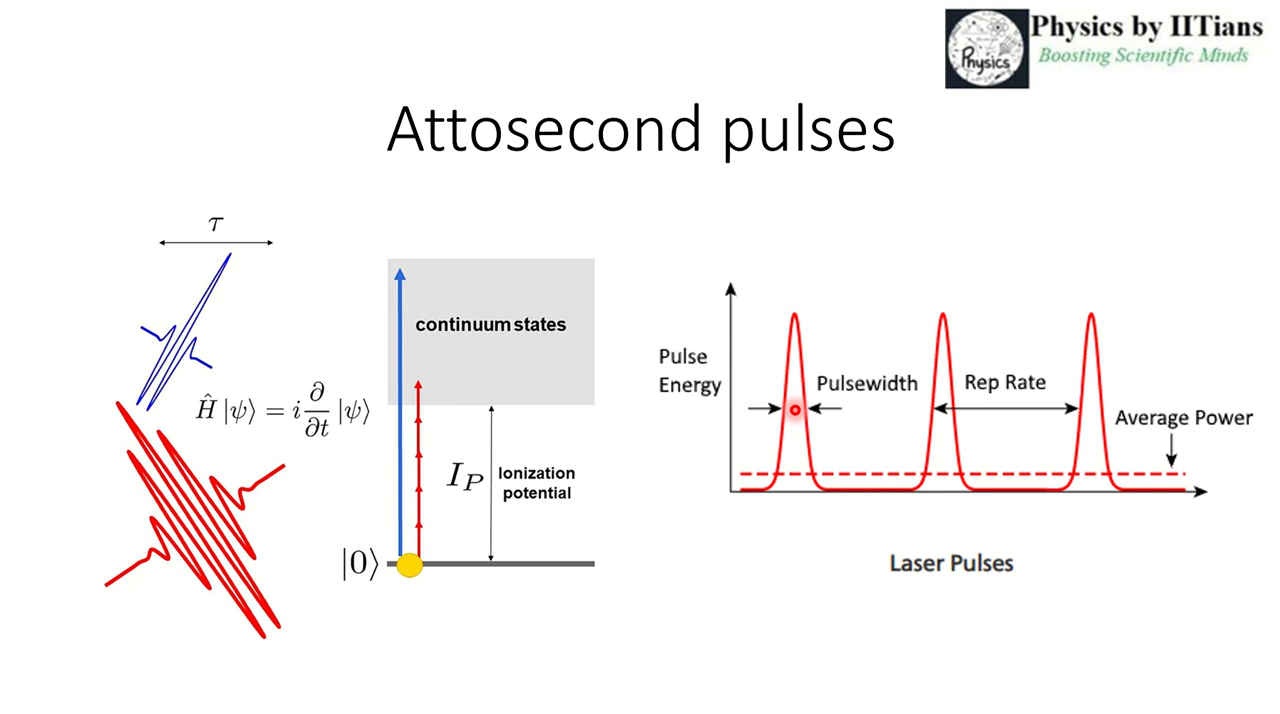 Physics by IITians
Boosting Scientific Minds
Physics
Attosecond pulses
τ
Ĥ |ψ⟩ = i ∂/∂t |ψ⟩
continuum states
I_P
Ionization
potential
|0⟩
Pulse
Energy
Pulsewidth
Rep Rate
Average Power
Laser Pulses